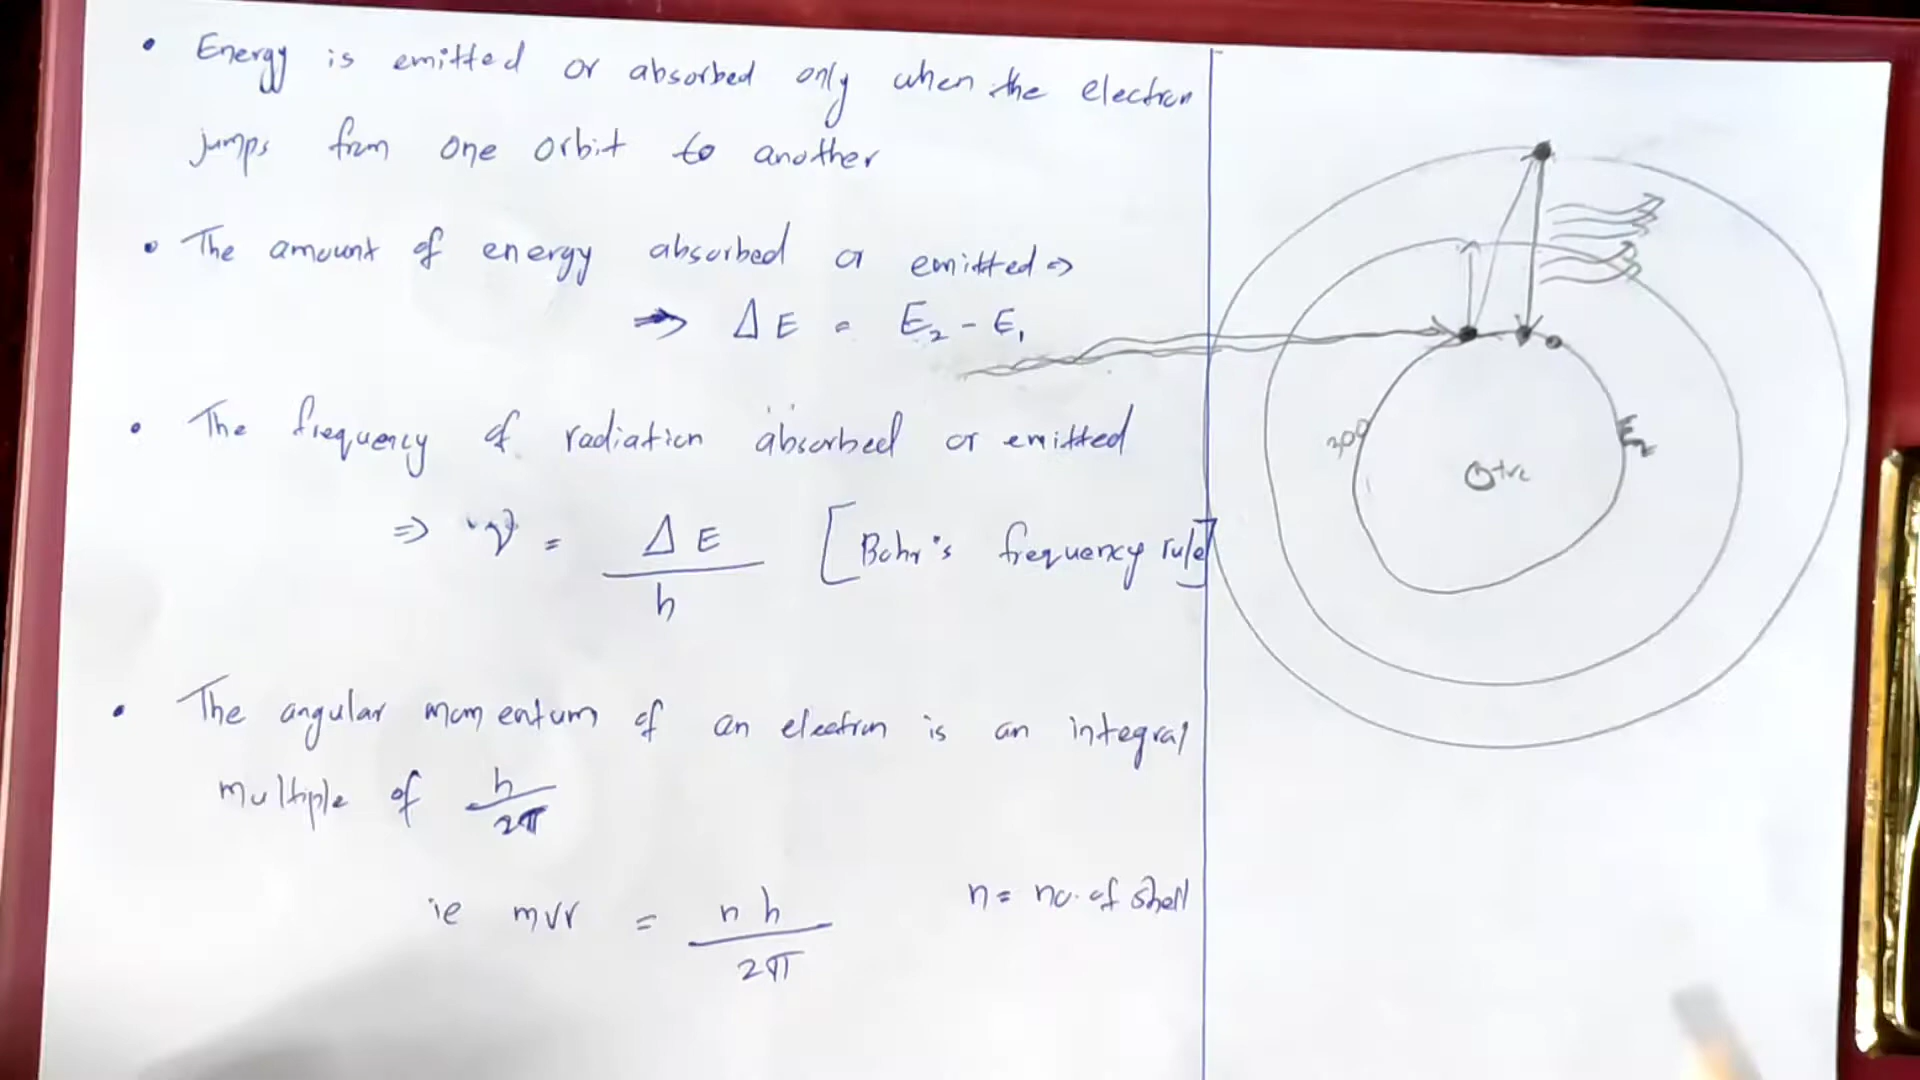 • Energy is emitted or absorbed only when the electron
jumps from one orbit to another
• The amount of energy absorbed or emitted ⇒
⇒ ΔE = E₂ - E₁
• The frequency of radiation absorbed or emitted
⇒ "ν" = ΔE / h [Bohr's frequency rule]
• The angular momentum of an electron is an integral
multiple of h / 2π
ie mvr = nh / 2π n = no. of shell
300
+ve